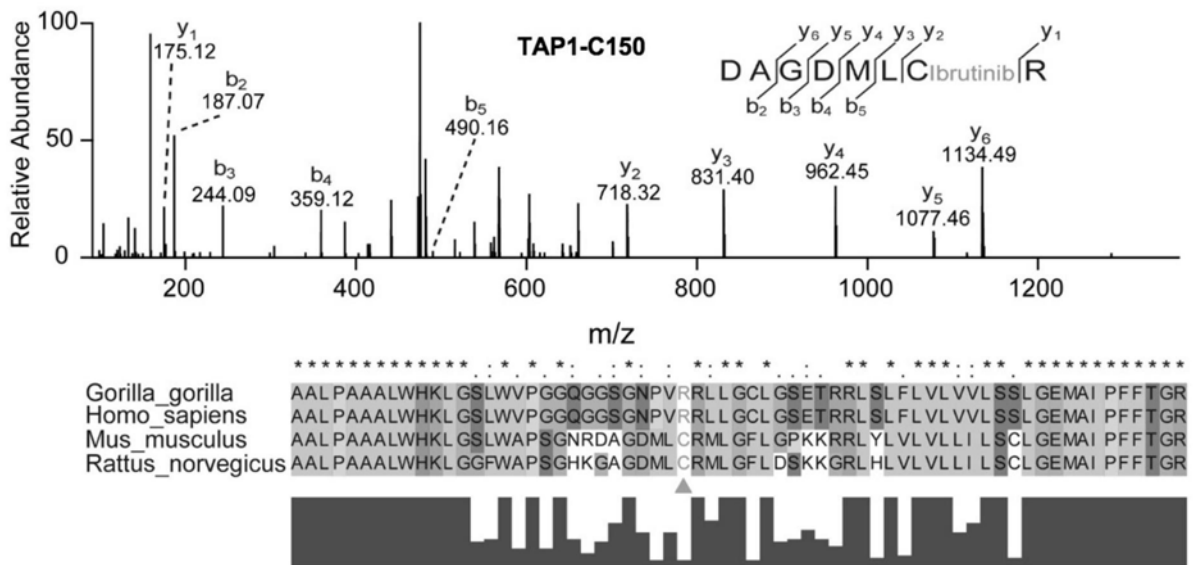 100
50
0
Relative Abundance
TAP1-C150
y1
175.12
b2
187.07
b3
244.09
b4
359.12
b5
490.16
y2
718.32
y3
831.40
y4
962.45
y5
1077.46
y6
1134.49
y6 y5 y4 y3 y2 y1
DAGDMLCIbrutinibR
b2 b3 b4 b5
200 400 600 800 1000 1200
m/z
Gorilla_gorilla AALPAAALWHKLGSLWVPGGQGGSGNPVRRLLGCLGSETRRLSLFLVLVVLSSLGEMAIPFFTGR
Homo_sapiens AALPAAALWHKLGSLWVPGGQGGSGNPVRRLLGCLGSETRRLSLFLVLVVLSSLGEMAIPFFTGR
Mus_musculus AALPAAALWHKLGSLWAPSGNRDAGDMLCRMLGFLGPKKRRLYLVLVLLILSCLGEMAIPFFTGR
Rattus_norvegicus AALPAAALWHKLGGFWAPSGHKGAGDMLCRMLGFLDSKKGRLHLVLVLLILSCLGEMAIPFFTGR